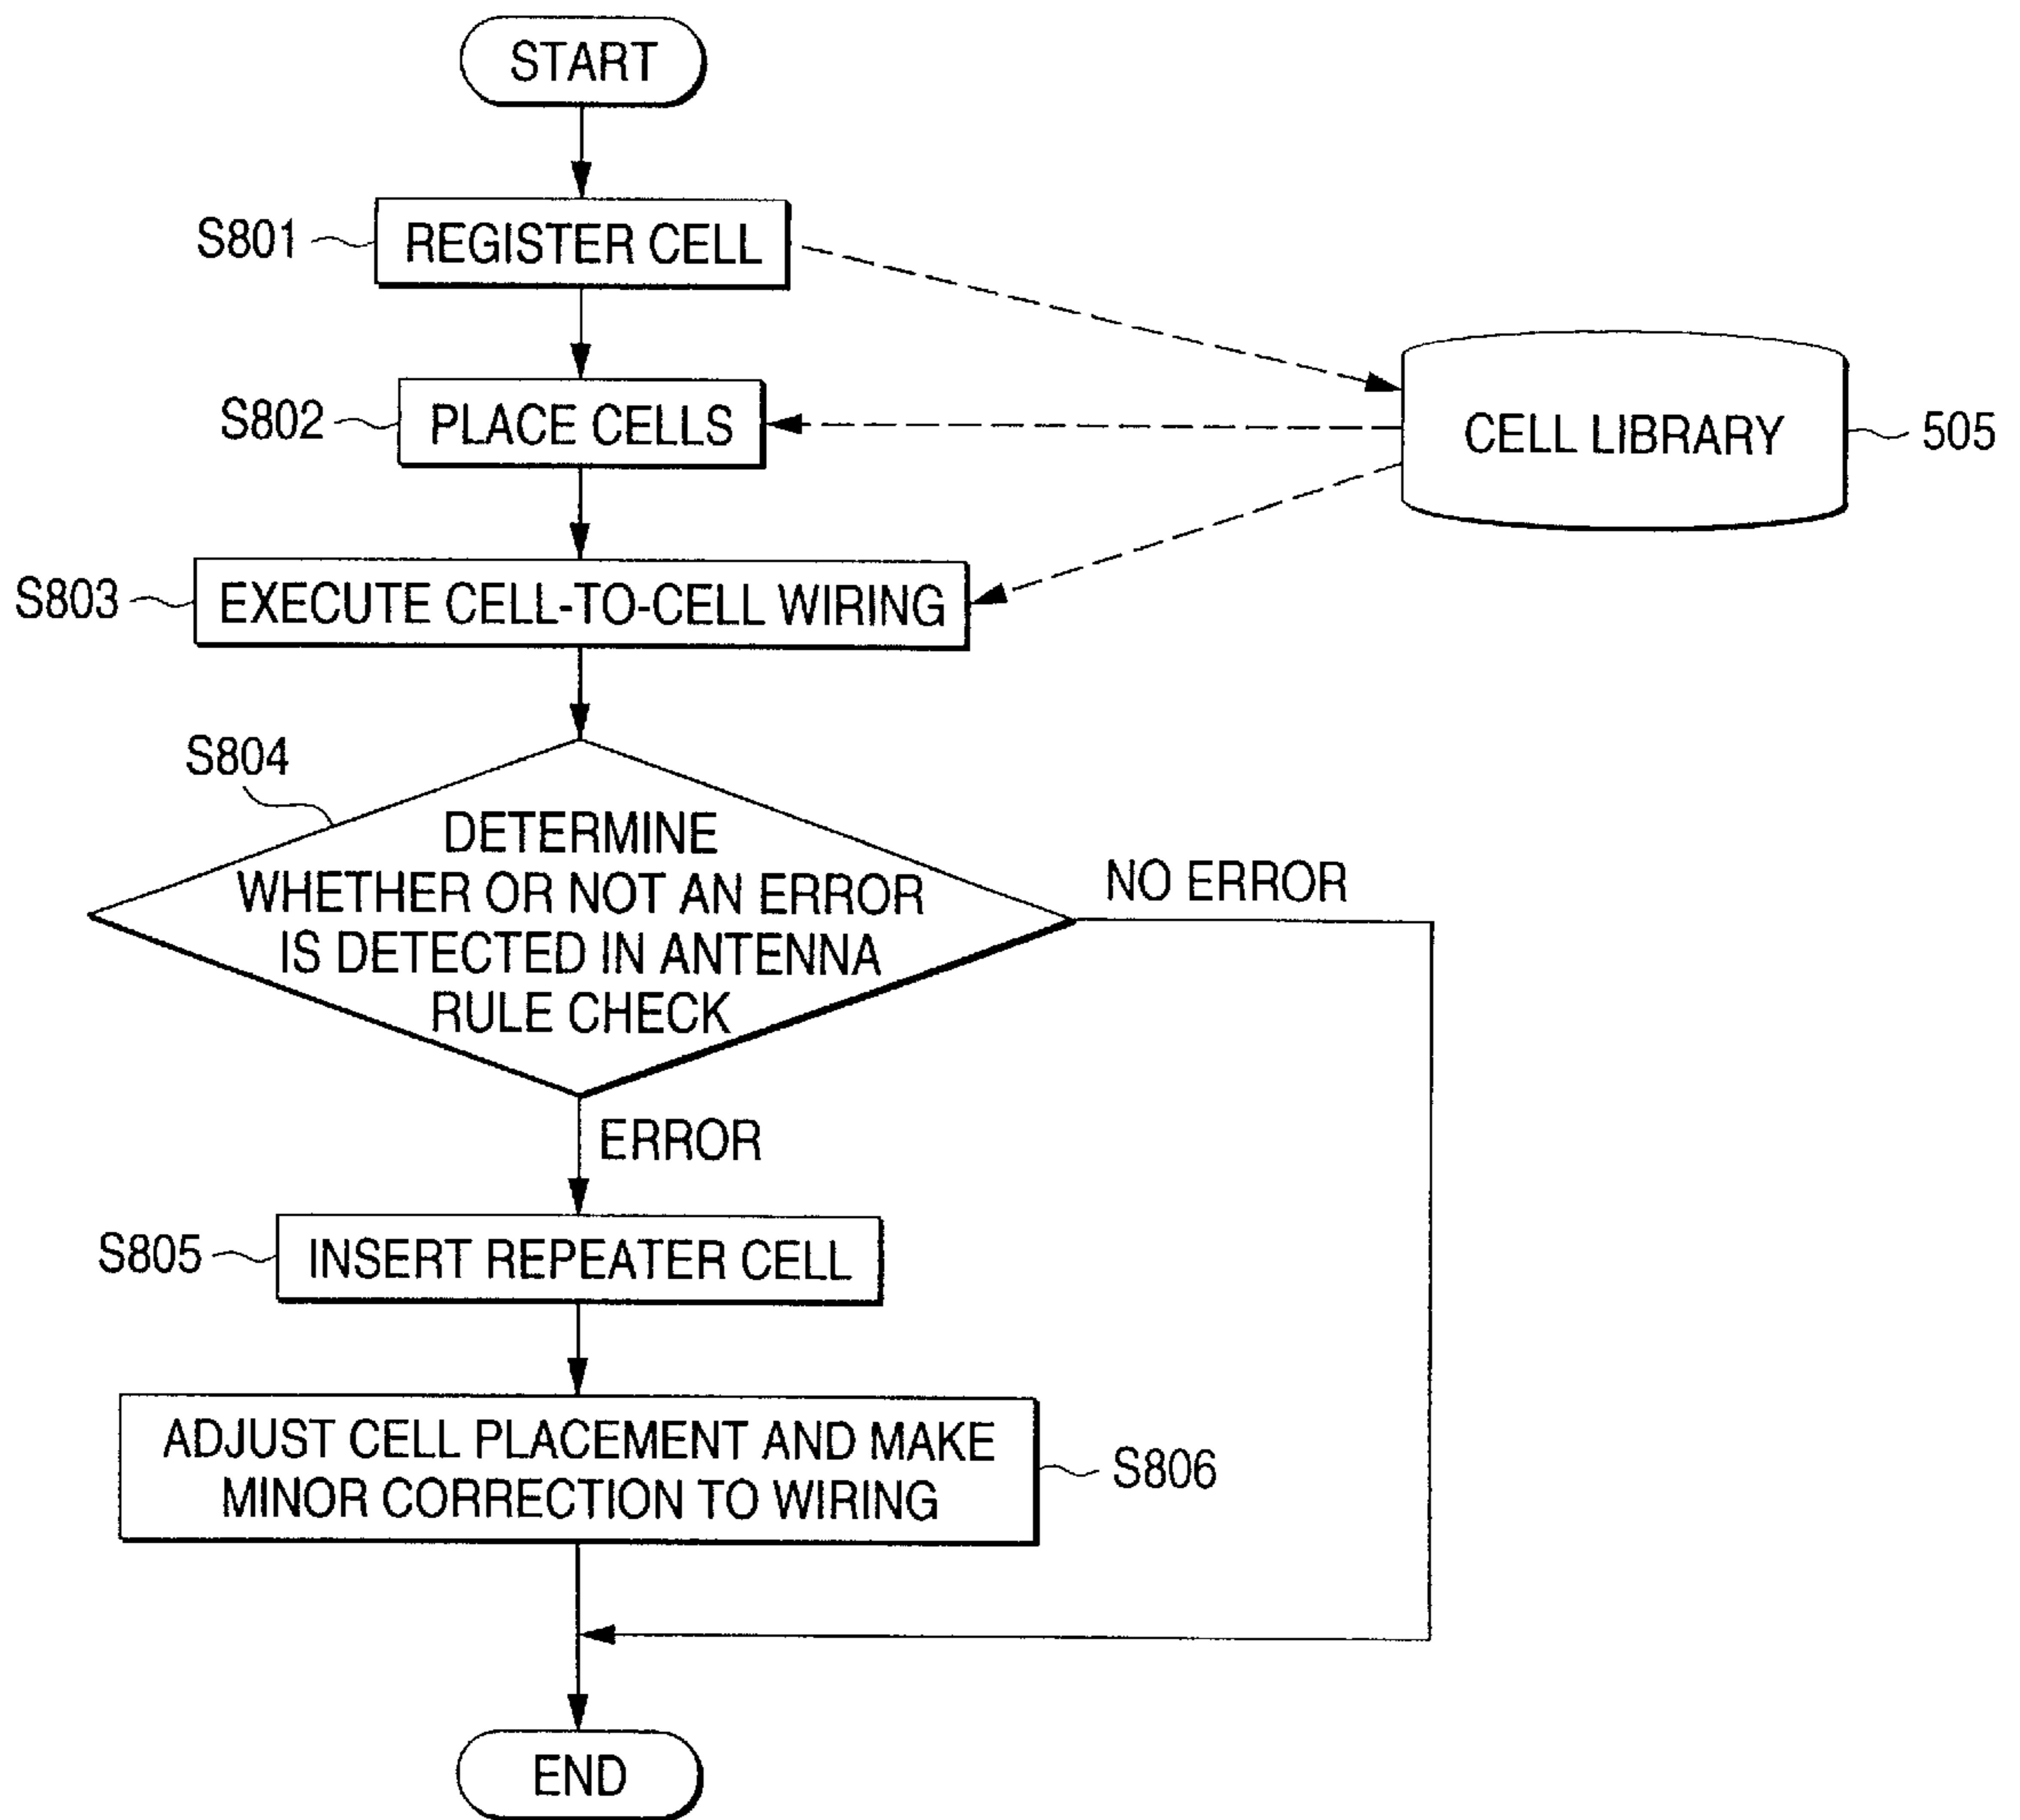 START
S801
REGISTER CELL
S802
PLACE CELLS
CELL LIBRARY
505
S803
EXECUTE CELL-TO-CELL WIRING
S804
DETERMINE
WHETHER OR NOT AN ERROR
IS DETECTED IN ANTENNA
RULE CHECK
NO ERROR
ERROR
S805
INSERT REPEATER CELL
ADJUST CELL PLACEMENT AND MAKE
MINOR CORRECTION TO WIRING
S806
END